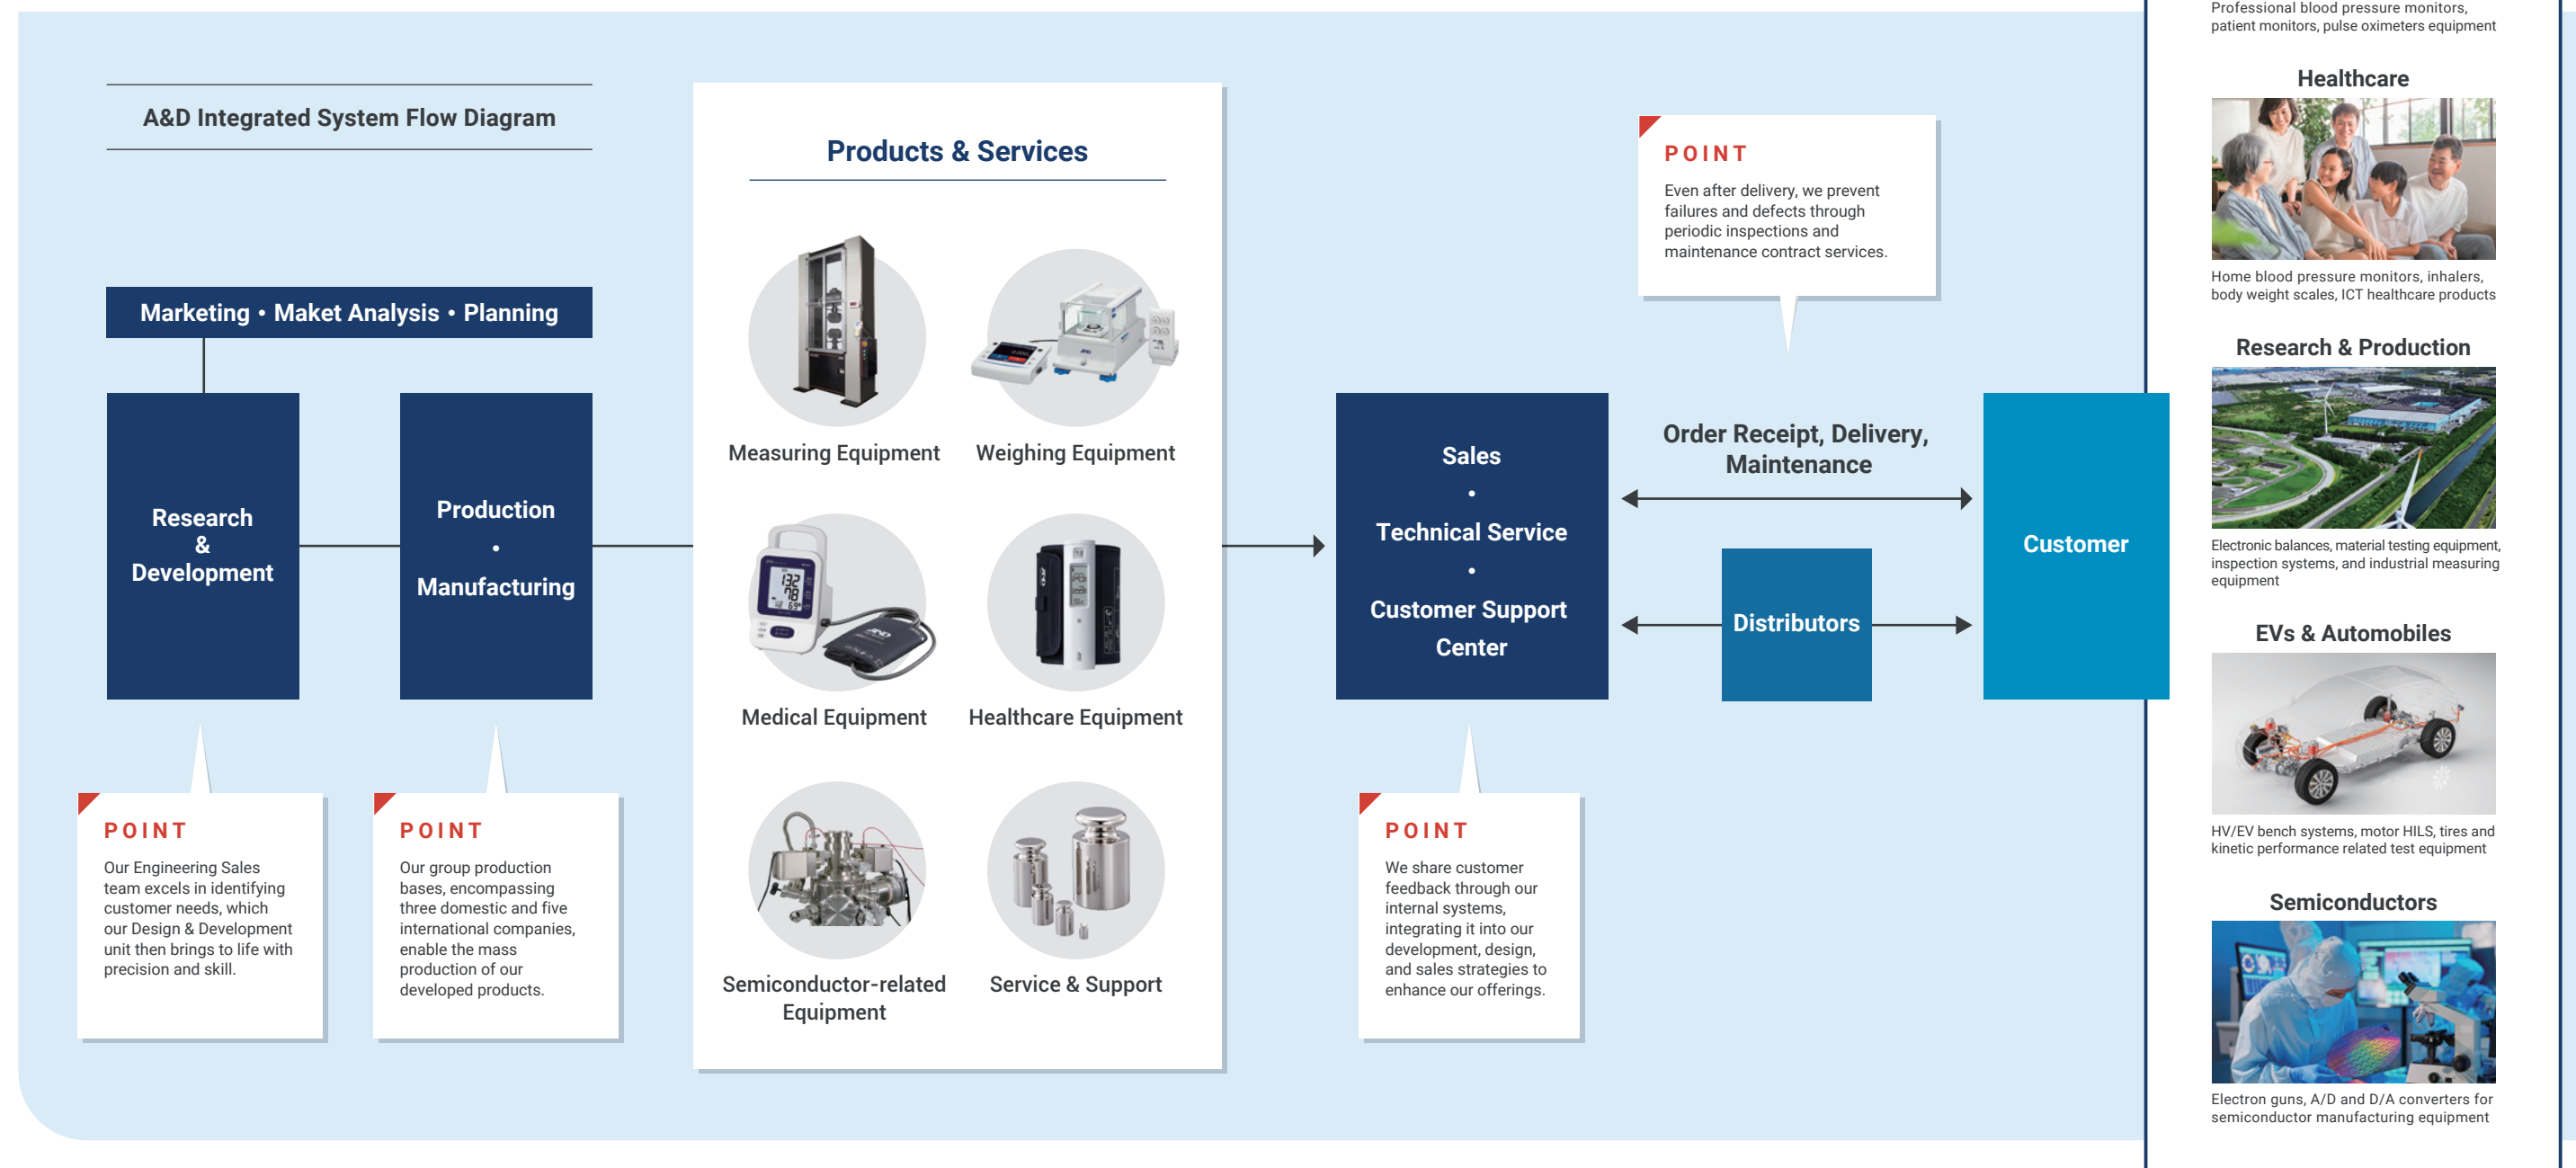 A&D Integrated System Flow Diagram
Marketing • Maket Analysis • Planning
Research
&
Development
Production
•
Manufacturing
POINT
Our Engineering Sales
team excels in identifying
customer needs, which
our Design & Development
unit then brings to life with
precision and skill.
POINT
Our group production
bases, encompassing
three domestic and five
international companies,
enable the mass
production of our
developed products.
Products & Services
Measuring Equipment
Weighing Equipment
Medical Equipment
Healthcare Equipment
Semiconductor-related
Equipment
Service & Support
POINT
Even after delivery, we prevent
failures and defects through
periodic inspections and
maintenance contract services.
Sales
•
Technical Service
•
Customer Support
Center
Order Receipt, Delivery,
Maintenance
Distributors
Customer
POINT
We share customer
feedback through our
internal systems,
integrating it into our
development, design,
and sales strategies to
enhance our offerings.
Professional blood pressure monitors,
patient monitors, pulse oximeters equipment
Healthcare
Home blood pressure monitors, inhalers,
body weight scales, ICT healthcare products
Research & Production
Electronic balances, material testing equipment,
inspection systems, and industrial measuring
equipment
EVs & Automobiles
HV/EV bench systems, motor HILS, tires and
kinetic performance related test equipment
Semiconductors
Electron guns, A/D and D/A converters for
semiconductor manufacturing equipment